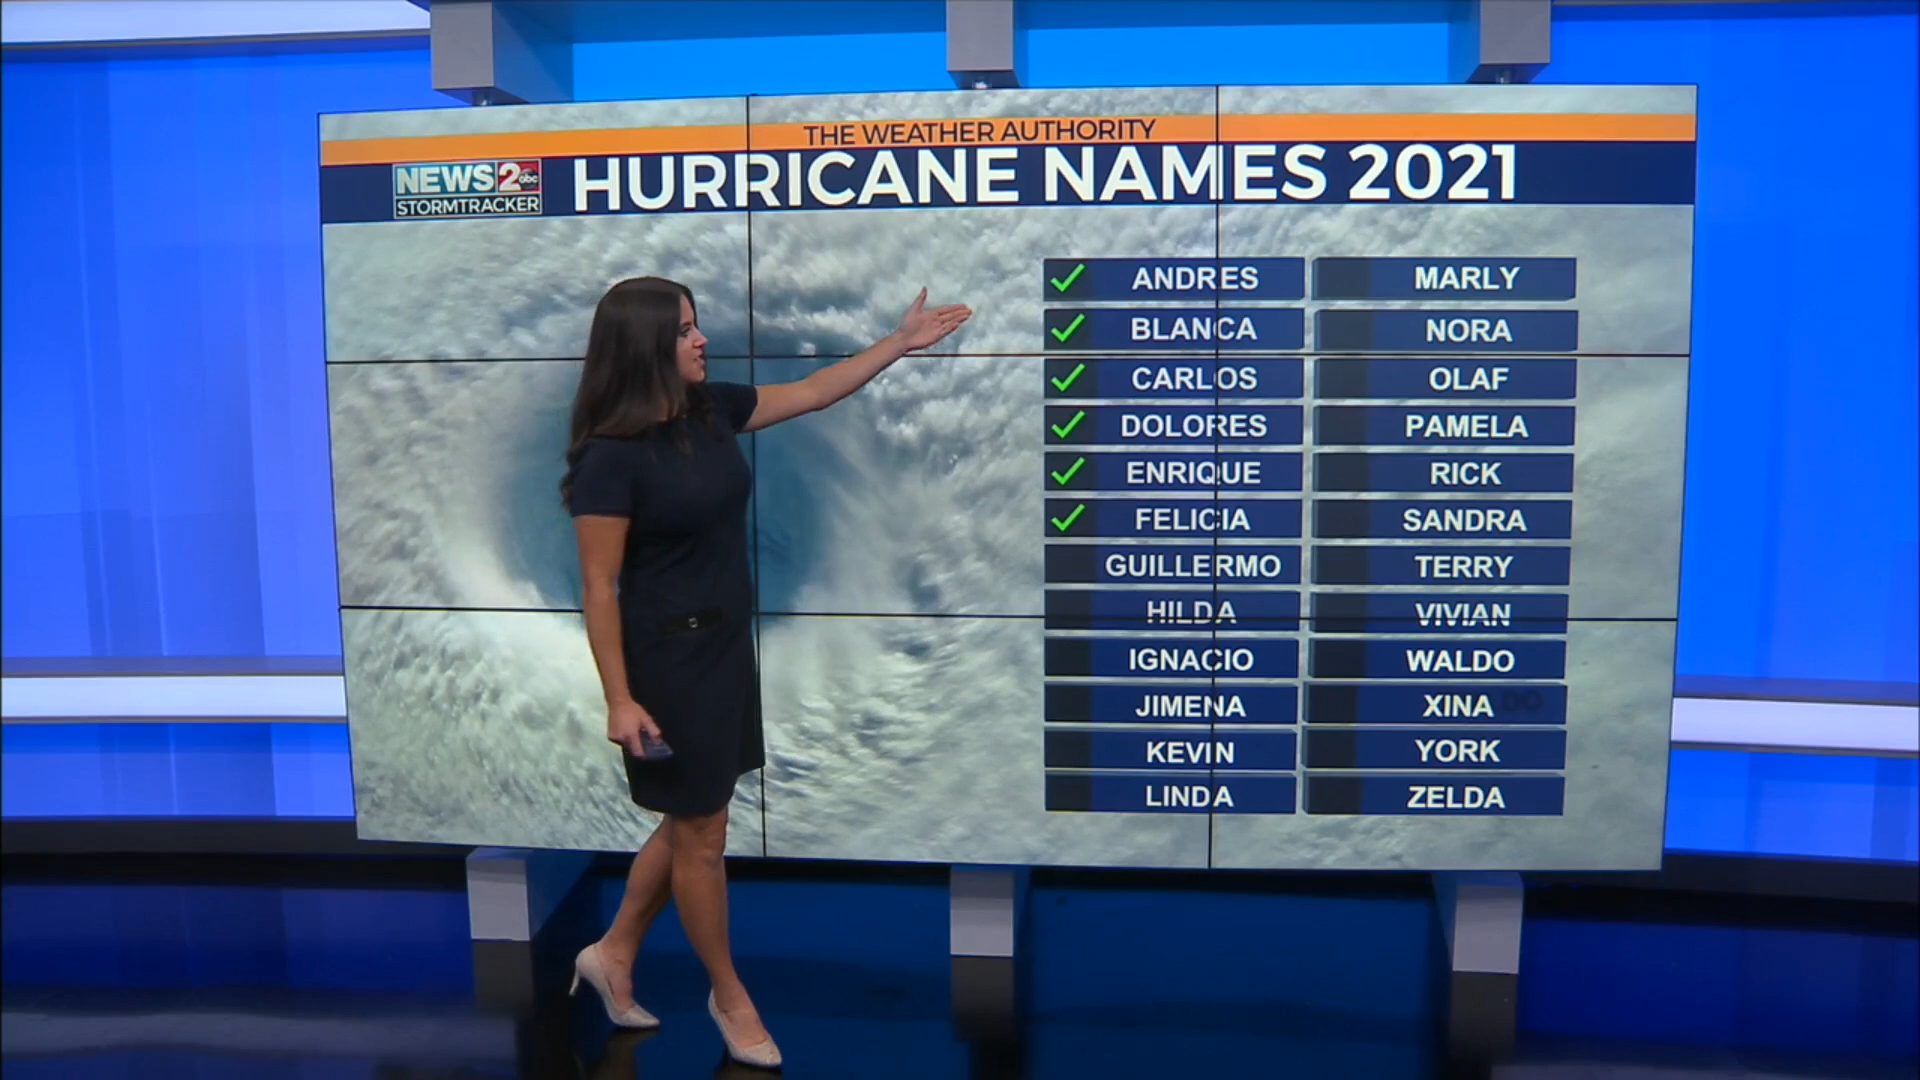 THE WEATHER AUTHORITY
NEWS 2 abc
STORMTRACKER
HURRICANE NAMES 2021
ANDRES
BLANCA
CARLOS
DOLORES
ENRIQUE
FELICIA
GUILLERMO
HILDA
IGNACIO
JIMENA
KEVIN
LINDA
MARLY
NORA
OLAF
PAMELA
RICK
SANDRA
TERRY
VIVIAN
WALDO
XINA
YORK
ZELDA